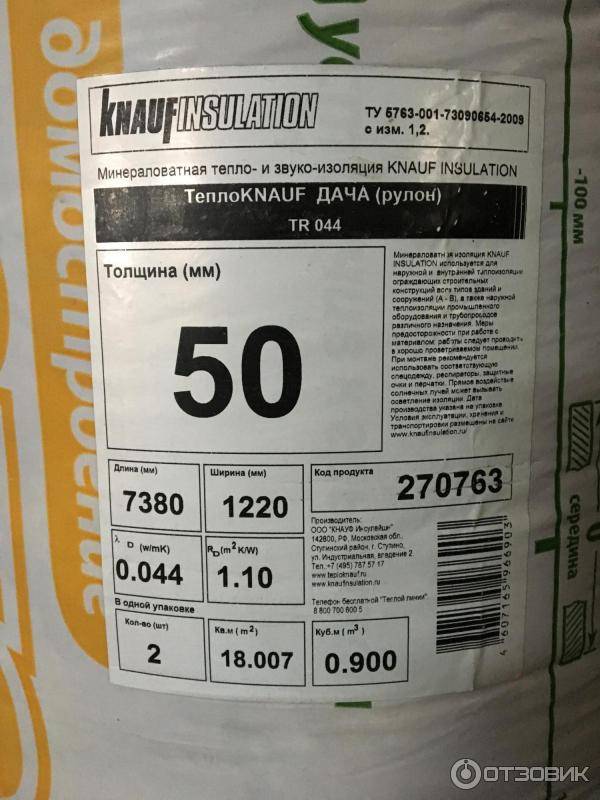 KNAUFINSULATION
ТУ 5763-001-73090654-2009
с изм. 1,2.
Минераловатная тепло- и звуко-изоляция KNAUF INSULATION
ТеплоKNAUF ДАЧА (рулон)
TR 044
Толщина (мм)
50
Минераловатная изоляция KNAUF
INSULATION используется для
наружной и внутренней теплоизоляции
ограждающих строительных
конструкций всех типов зданий и
сооружений (А - В), а также наружной
теплоизоляции промышленного
оборудования и трубопроводов
различного назначения. Меры
предосторожности при работе с
материалом: работы следует проводить
в хорошо проветриваемом помещении.
При монтаже рекомендуется
использовать соответствующую
спецодежду, респираторы, защитные
очки и перчатки. Прямое воздействие
солнечных лучей может вызывать
осветление изоляции. Дата
производства указана на упаковке
Условия эксплуатации, хранения и
транспортировки размещены на сайте
www.knaufinsulation.ru/
Длина (мм)
7380
Ширина (мм)
1220
Код продукта
270763
λ D (w/mK)
0.044
RD(m2 K/W)
1.10
Производитель:
ООО "КНАУФ Инсулейшн"
142800, РФ, Московская обл.,
Ступинский район, г. Ступино,
ул. Индустриальная, владение 2
Тел.:+7 (495) 787 57 17
www.teploknauf.ru
www.knaufinsulation.ru
Телефон бесплатной "Теплой линии"
8 800 700 600 5
В одной упаковке
Кол-во (шт)
2
Кв.м ( m2)
18.007
Куб.м ( m3)
0.900
4607165966903
домостроение
~100 мм
середина
ОТЗОВИК